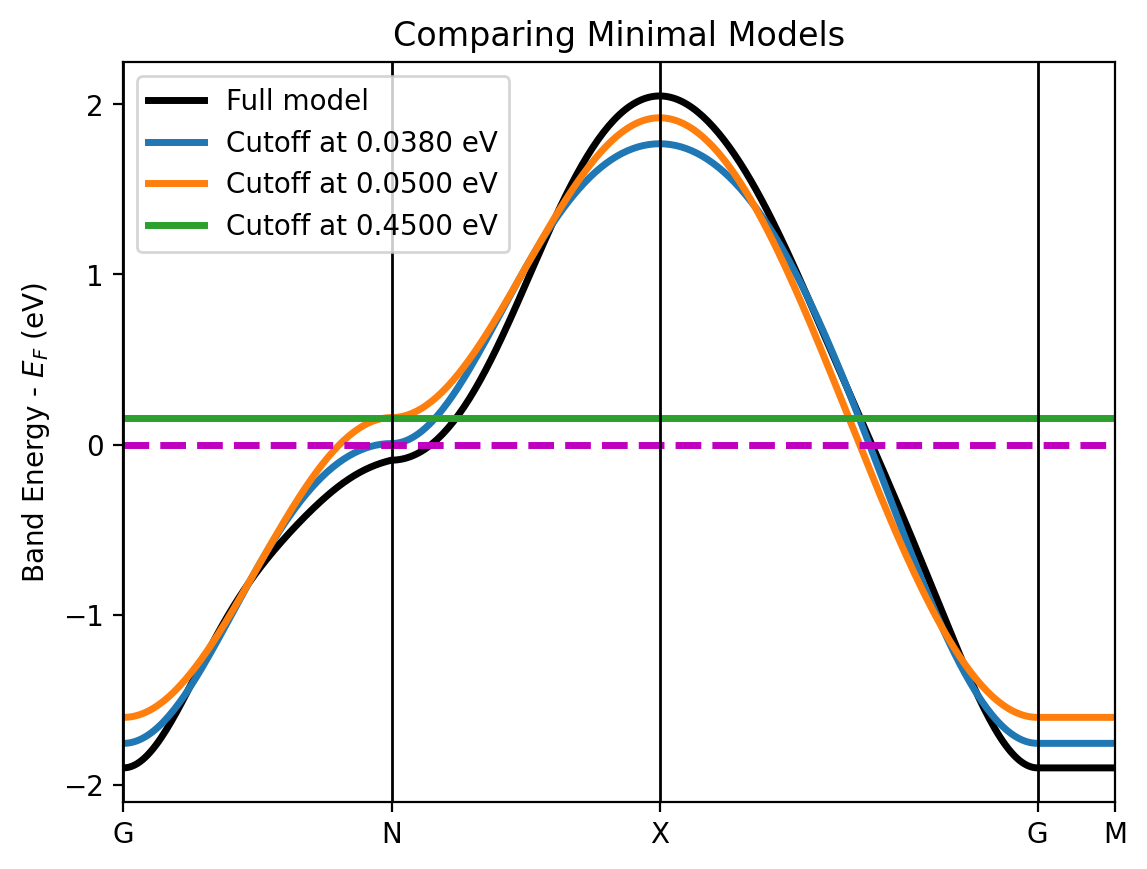 Comparing Minimal Models
Full model
Cutoff at 0.0380 eV
Cutoff at 0.0500 eV
Cutoff at 0.4500 eV
Band Energy - E_F (eV)
2
1
0
−1
−2
G N X G M